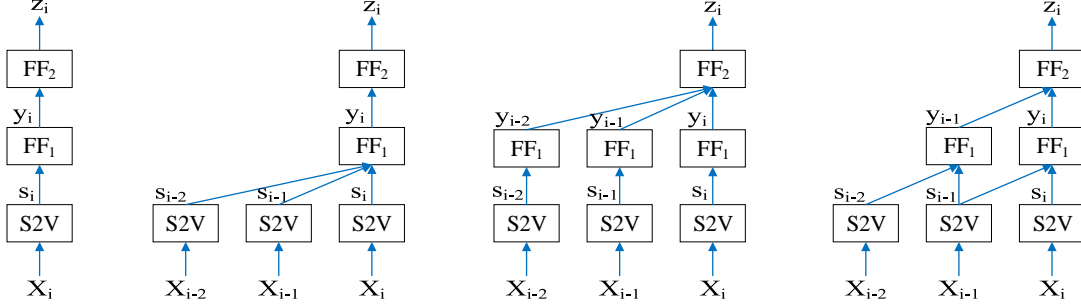 zᵢ
FF₂
yᵢ
FF₁
sᵢ
S2V
Xᵢ
zᵢ
FF₂
yᵢ
FF₁
sᵢ₋₂ sᵢ₋₁ sᵢ
S2V S2V S2V
Xᵢ₋₂ Xᵢ₋₁ Xᵢ
zᵢ
FF₂
yᵢ₋₂ yᵢ₋₁ yᵢ
FF₁ FF₁ FF₁
sᵢ₋₂ sᵢ₋₁ sᵢ
S2V S2V S2V
Xᵢ₋₂ Xᵢ₋₁ Xᵢ
zᵢ
FF₂
yᵢ₋₁ yᵢ
FF₁ FF₁
sᵢ₋₂ sᵢ₋₁ sᵢ
S2V S2V S2V
Xᵢ₋₂ Xᵢ₋₁ Xᵢ